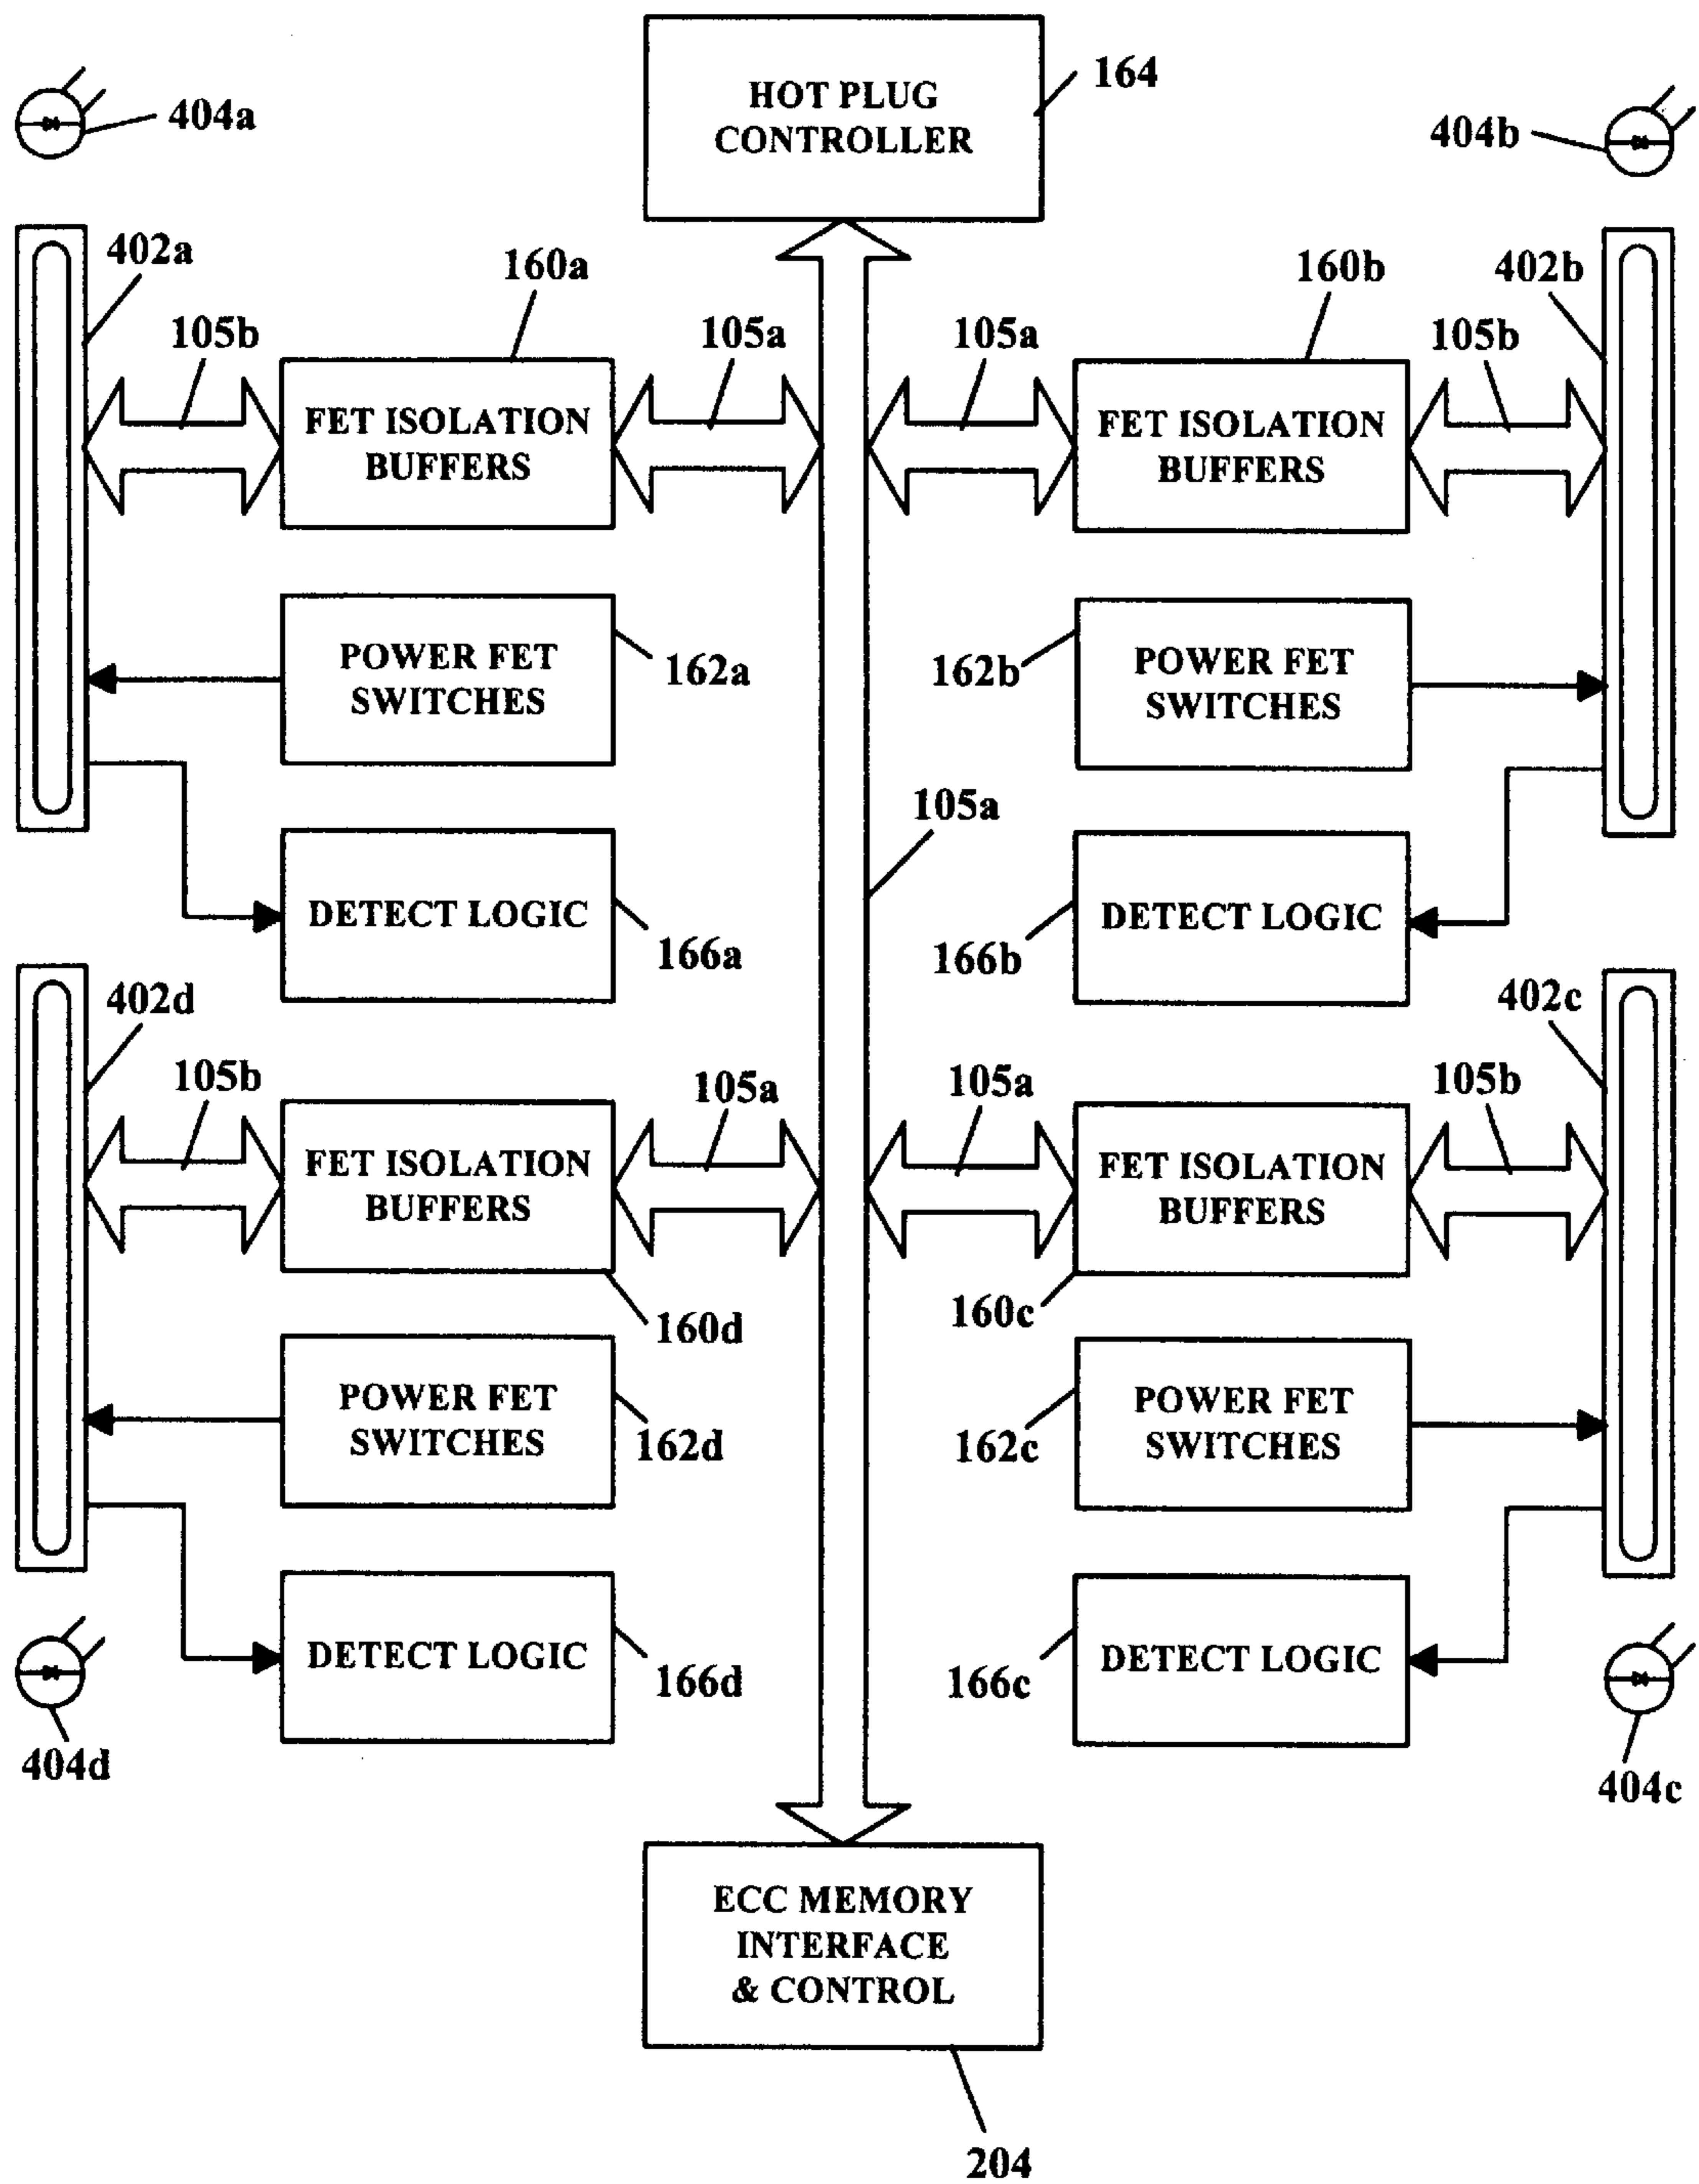 HOT PLUG
CONTROLLER
164
404a
404b
402a
160a
160b
402b
105b
105a
105a
105b
FET ISOLATION
BUFFERS
FET ISOLATION
BUFFERS
POWER FET
SWITCHES
162a
162b
POWER FET
SWITCHES
105a
DETECT LOGIC
166a
166b
DETECT LOGIC
402d
402c
105b
105a
105a
105b
FET ISOLATION
BUFFERS
FET ISOLATION
BUFFERS
160d
160c
POWER FET
SWITCHES
162d
162c
POWER FET
SWITCHES
DETECT LOGIC
166d
166c
DETECT LOGIC
404d
404c
ECC MEMORY
INTERFACE
& CONTROL
204